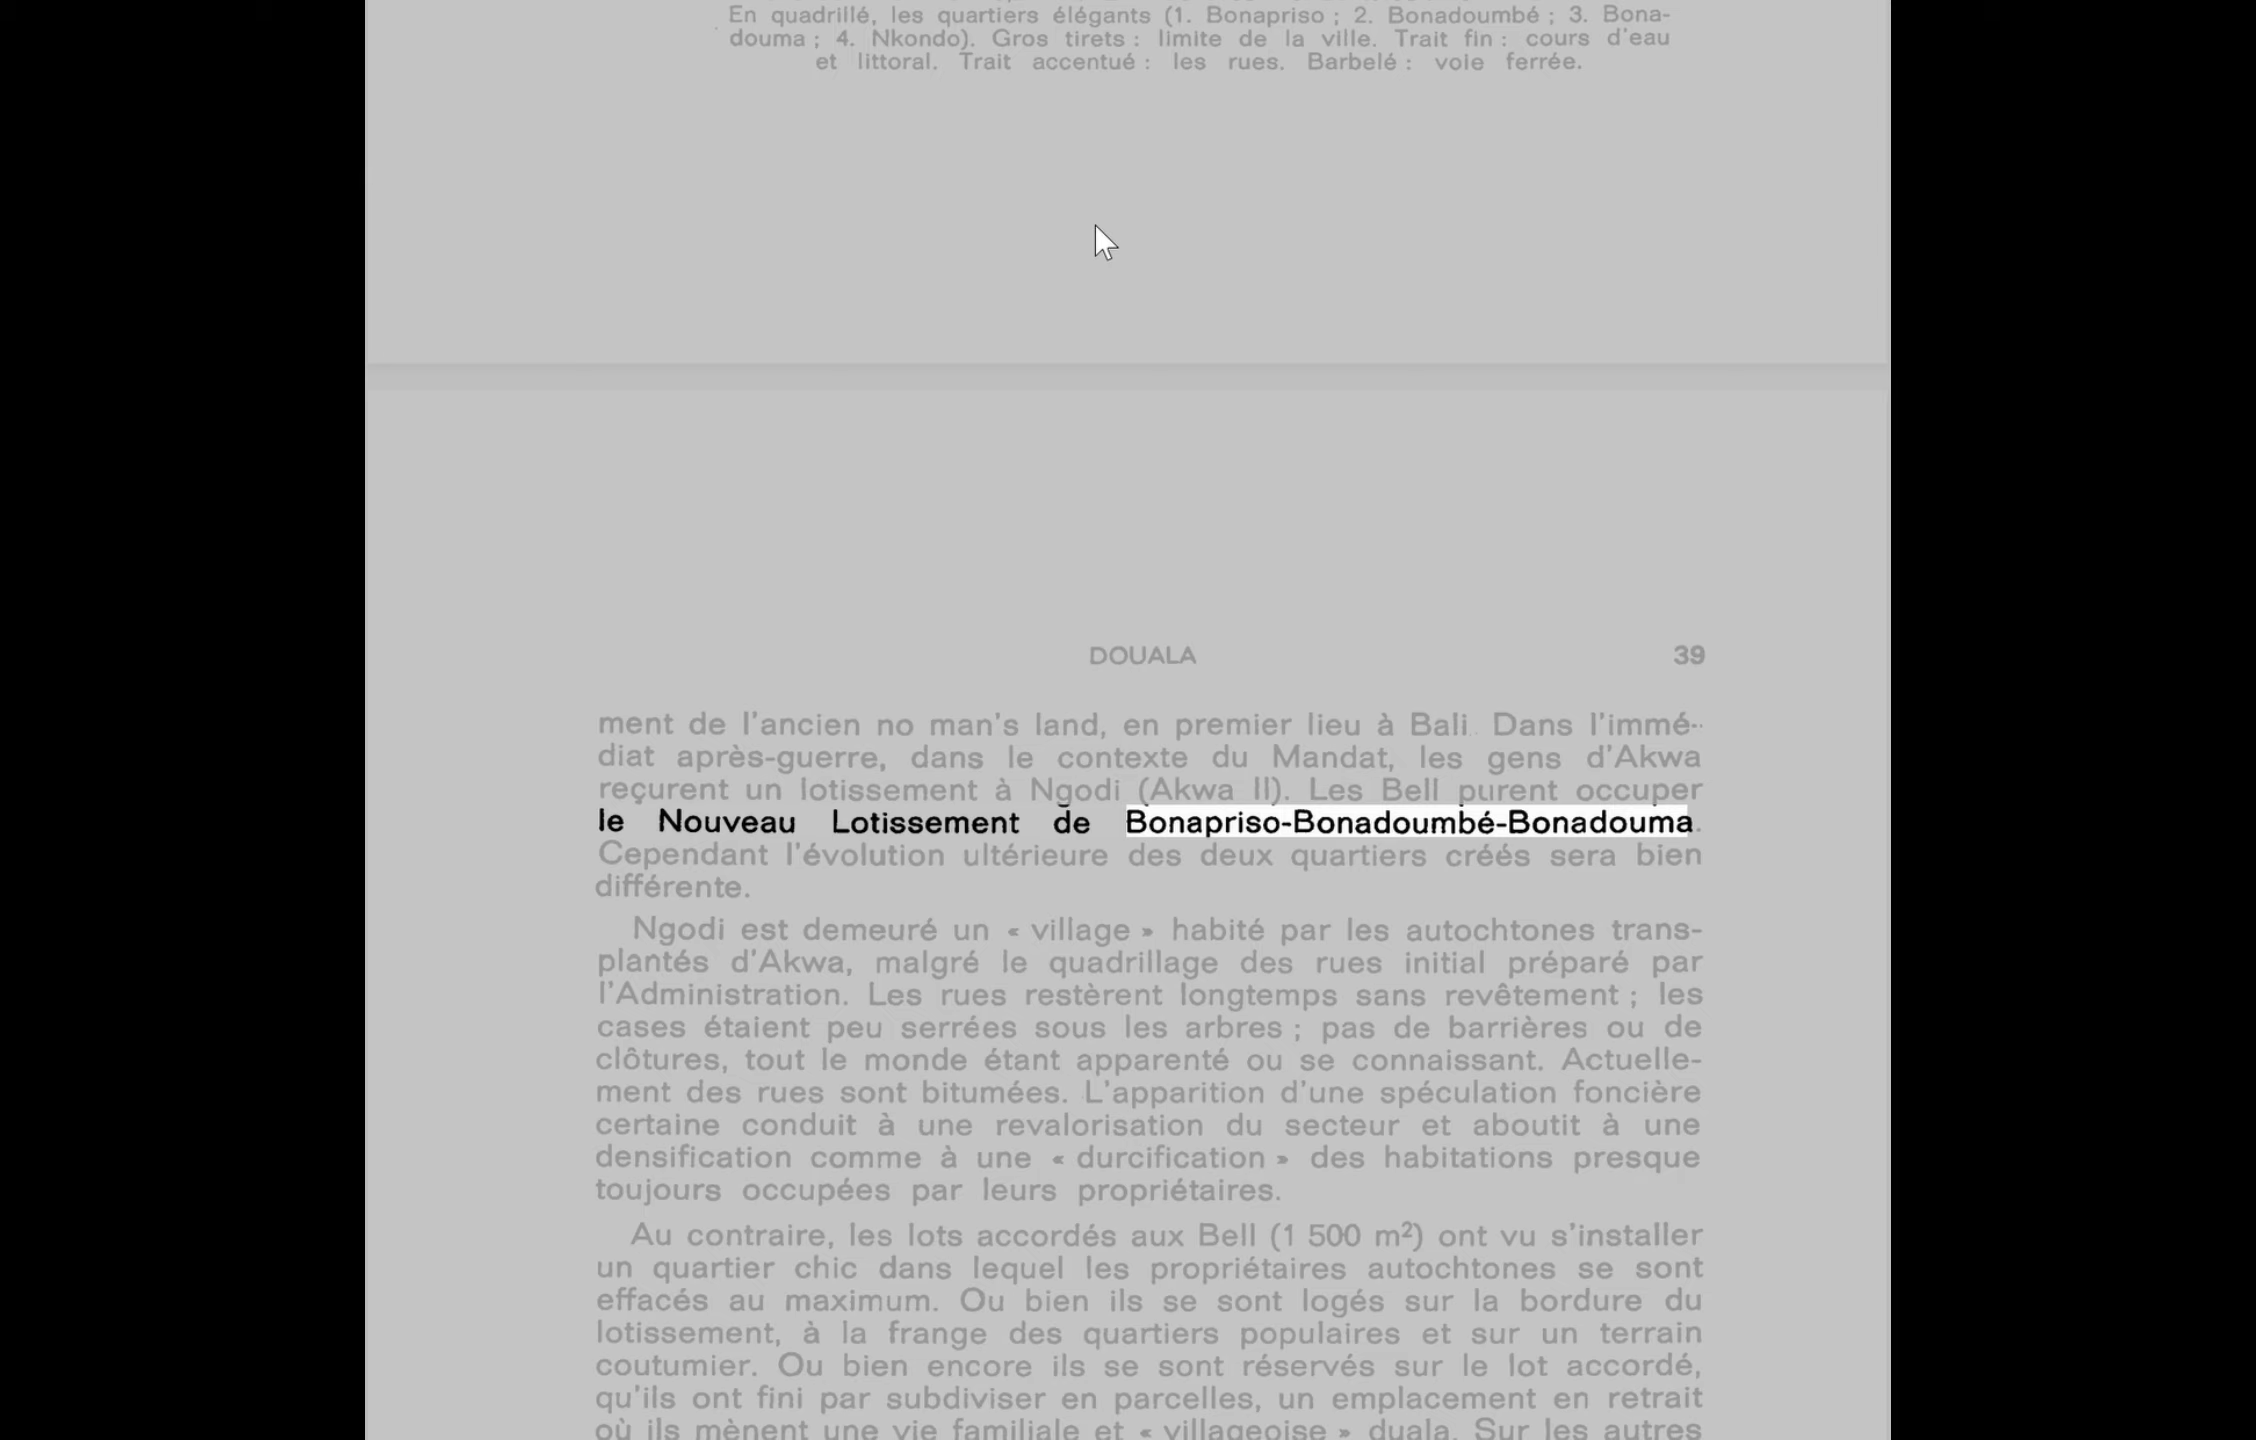 En quadrillé, les quartiers élégants (1. Bonapriso ; 2. Bonadoumbé ; 3. Bona-
douma ; 4. Nkondo). Gros tirets : limite de la ville. Trait fin : cours d'eau
et littoral. Trait accentué : les rues. Barbelé : voie ferrée.
DOUALA 39
ment de l'ancien no man's land, en premier lieu à Bali. Dans l'immé-
diat après-guerre, dans le contexte du Mandat, les gens d'Akwa
reçurent un lotissement à Ngodi (Akwa II). Les Bell purent occuper
le Nouveau Lotissement de Bonapriso-Bonadoumbé-Bonadouma.
Cependant l'évolution ultérieure des deux quartiers créés sera bien
différente.
Ngodi est demeuré un « village » habité par les autochtones trans-
plantés d'Akwa, malgré le quadrillage des rues initial préparé par
l'Administration. Les rues restèrent longtemps sans revêtement ; les
cases étaient peu serrées sous les arbres ; pas de barrières ou de
clôtures, tout le monde étant apparenté ou se connaissant. Actuelle-
ment des rues sont bitumées. L'apparition d'une spéculation foncière
certaine conduit à une revalorisation du secteur et aboutit à une
densification comme à une « durcification » des habitations presque
toujours occupées par leurs propriétaires.
Au contraire, les lots accordés aux Bell (1 500 m²) ont vu s'installer
un quartier chic dans lequel les propriétaires autochtones se sont
effacés au maximum. Ou bien ils se sont logés sur la bordure du
lotissement, à la frange des quartiers populaires et sur un terrain
coutumier. Ou bien encore ils se sont réservés sur le lot accordé,
qu'ils ont fini par subdiviser en parcelles, un emplacement en retrait
où ils mènent une vie familiale et « villageoise » duala. Sur les autres